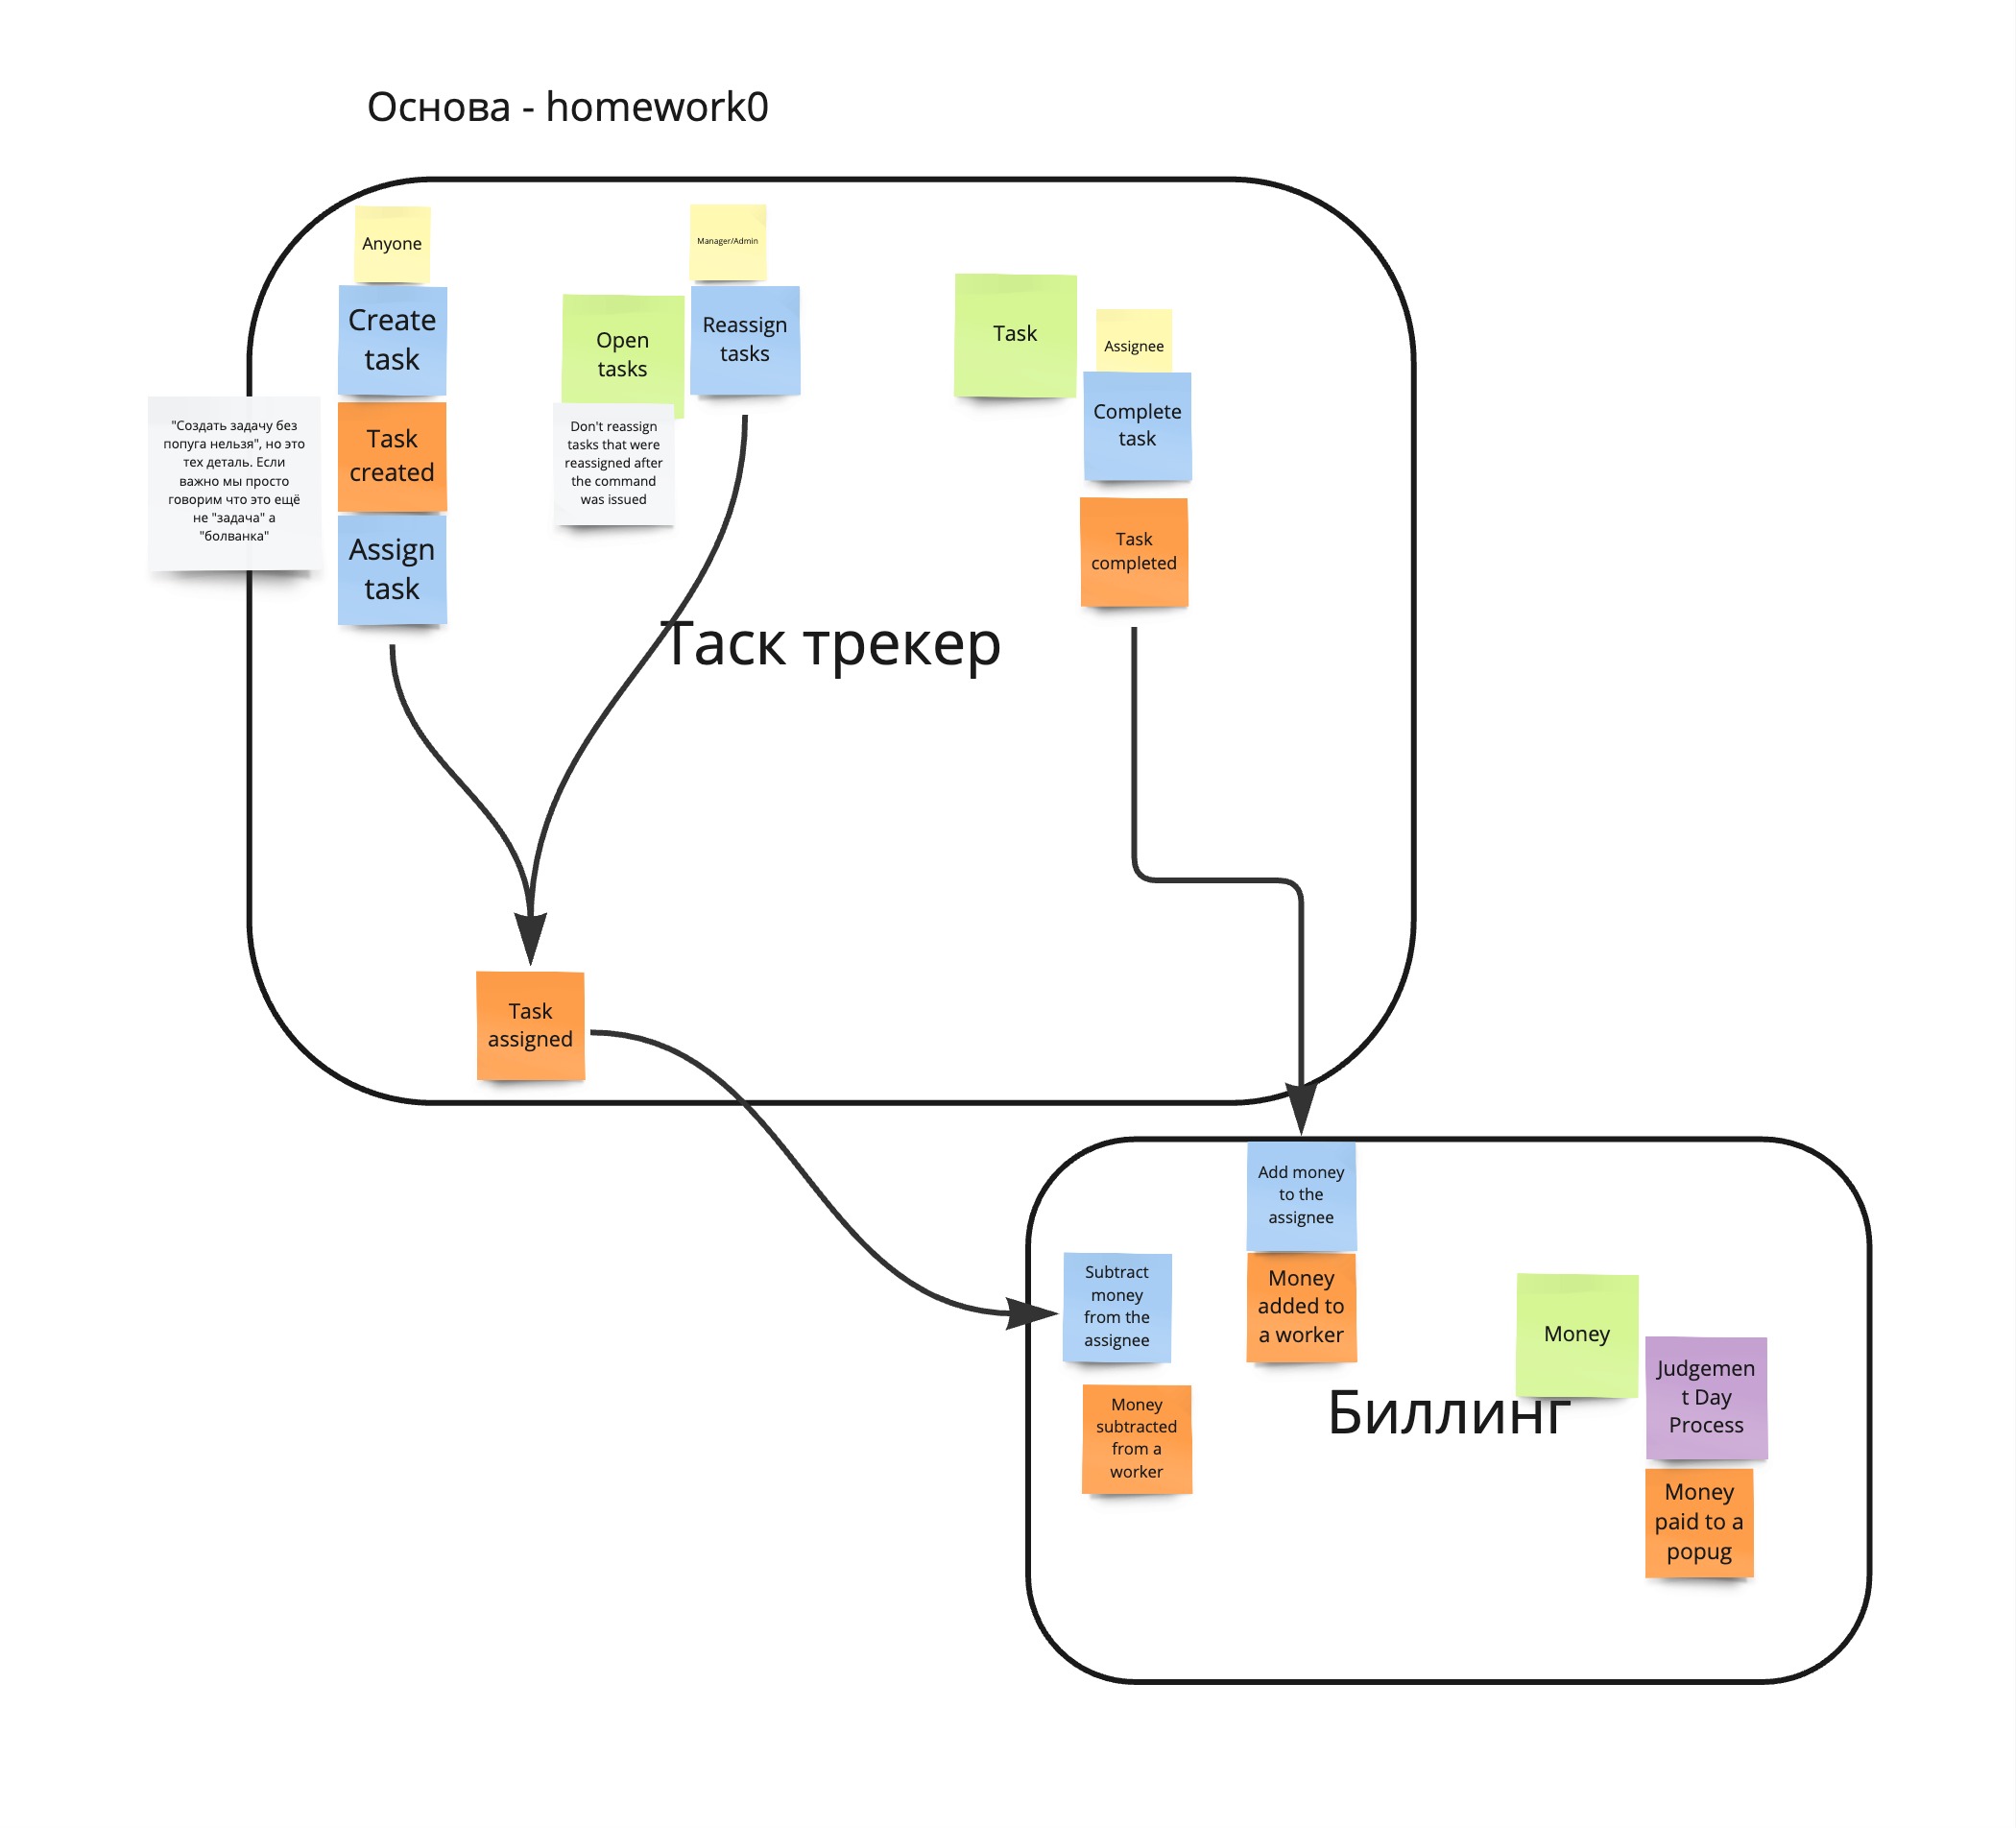 Основа - homework0
Anyone
Create
task
"Создать задачу без
попуга нельзя", но это
тех деталь. Если
важно мы просто
говорим что это ещё
не "задача" а
"болванка"
Task
created
Assign
task
Manager/Admin
Open
tasks
Reassign
tasks
Don't reassign
tasks that were
reassigned after
the command
was issued
Task
Assignee
Complete
task
Task
completed
Таск трекер
Task
assigned
Add money
to the
assignee
Subtract
money
from the
assignee
Money
added to
a worker
Money
subtracted
from a
worker
Money
Биллинг
Judgemen
t Day
Process
Money
paid to a
popug